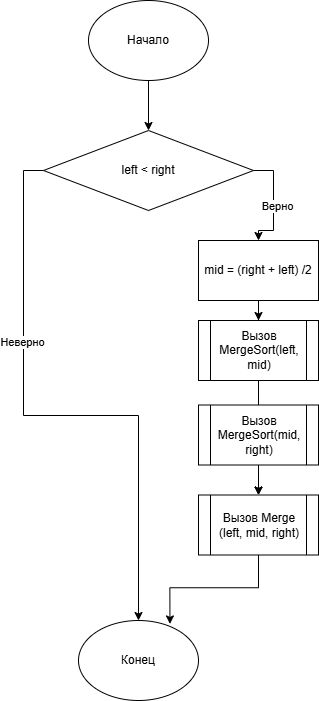 Начало
left < right
Верно
mid = (right + left) /2
Неверно
Вызов
MergeSort(left,
mid)
Вызов
MergeSort(mid,
right)
Вызов Merge
(left, mid, right)
Конец